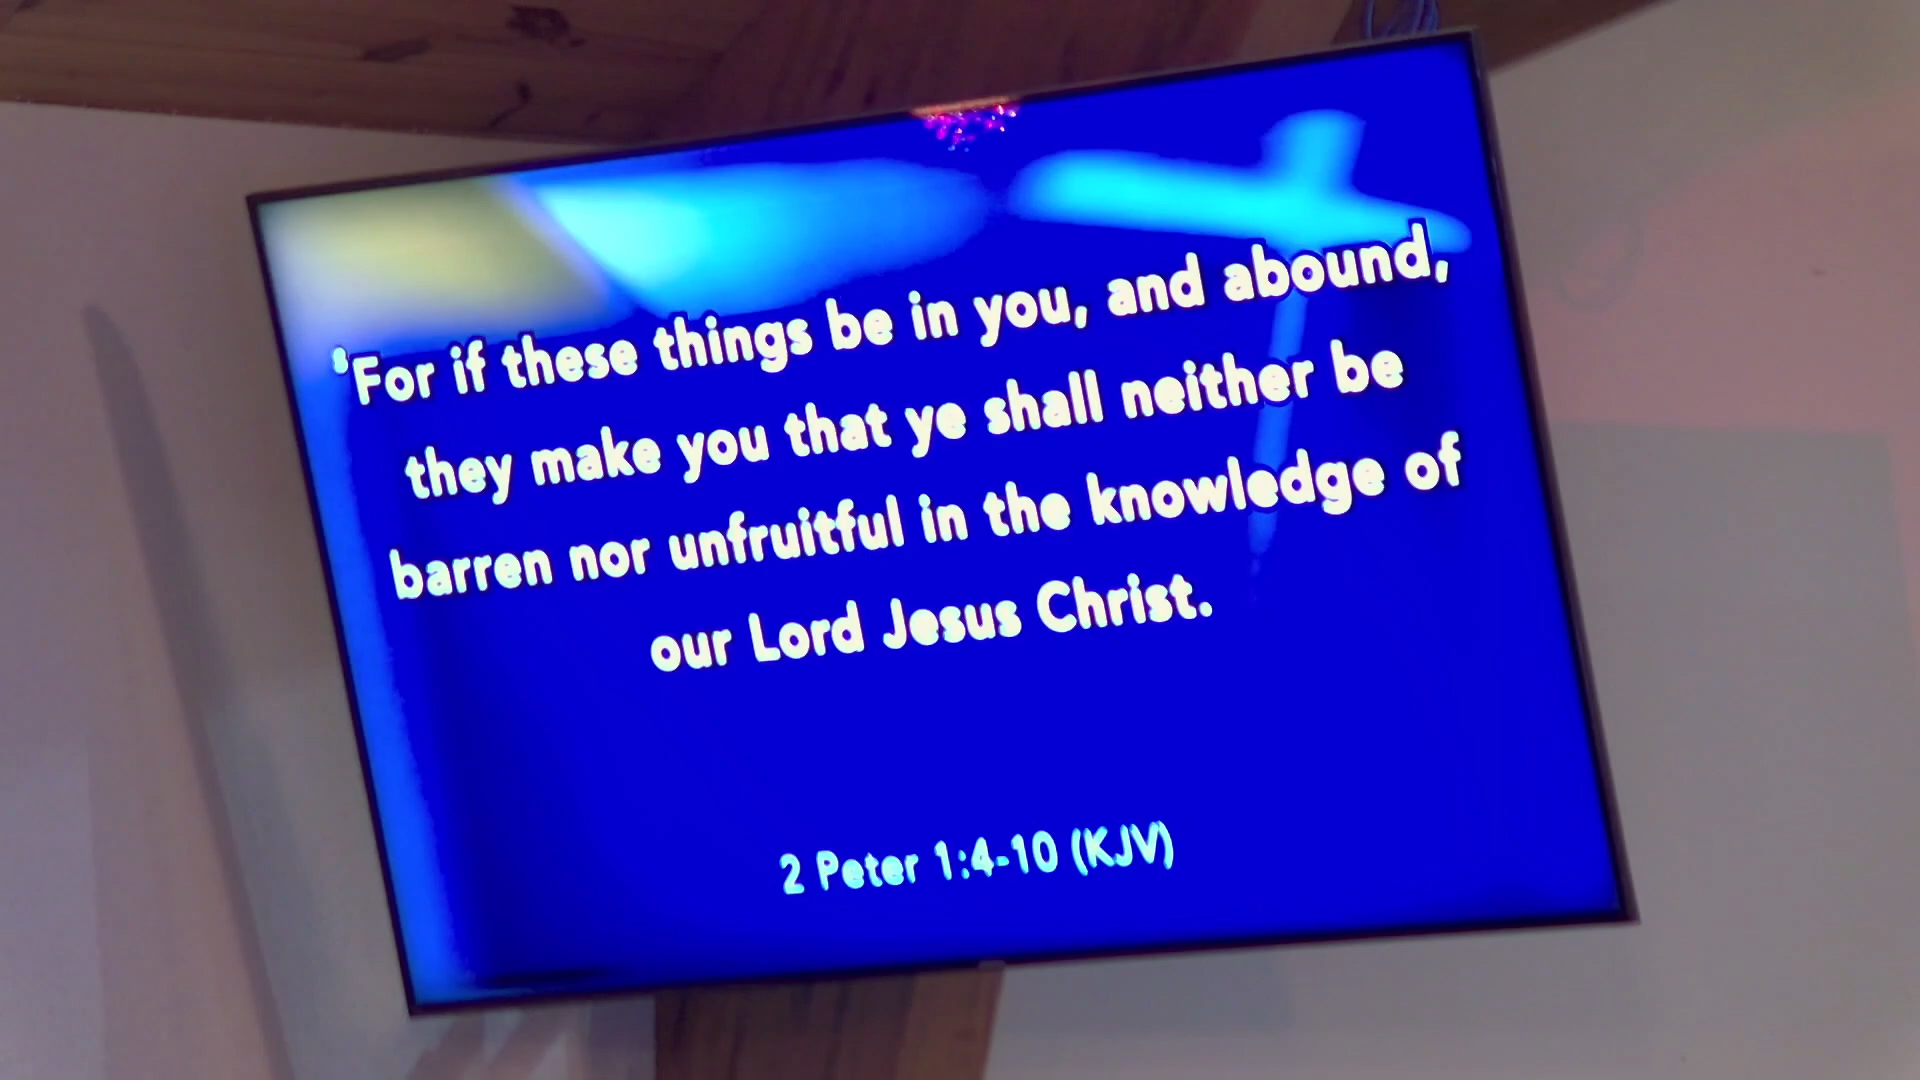 ⁸For if these things be in you, and abound,
they make you that ye shall neither be
barren nor unfruitful in the knowledge of
our Lord Jesus Christ.
2 Peter 1:4-10 (KJV)